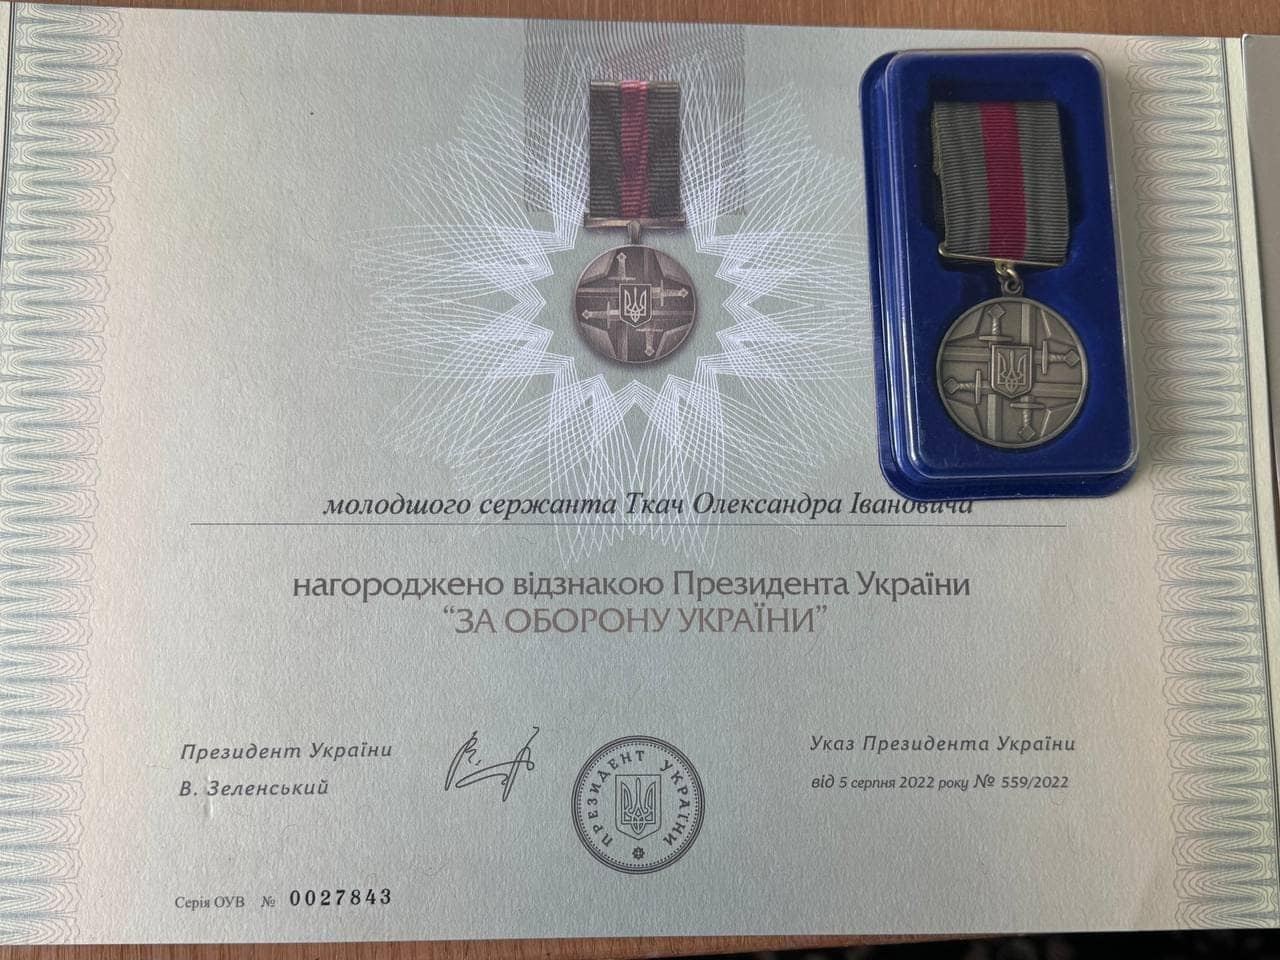 молодшого сержанта Ткач Олександра Івановича
нагороджено відзнакою Президента України
“ЗА ОБОРОНУ УКРАЇНИ”
Президент України
В. Зеленський
ПРЕЗИДЕНТ УКРАЇНИ
Указ Президента України
від 5 серпня 2022 року № 559/2022
Серія ОУВ № 0027843